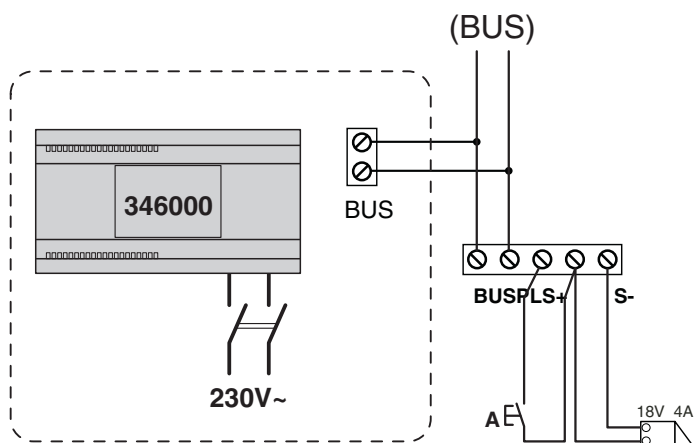 (BUS)
346000
BUS
BUS PL S+ S-
230V~
A
18V 4A